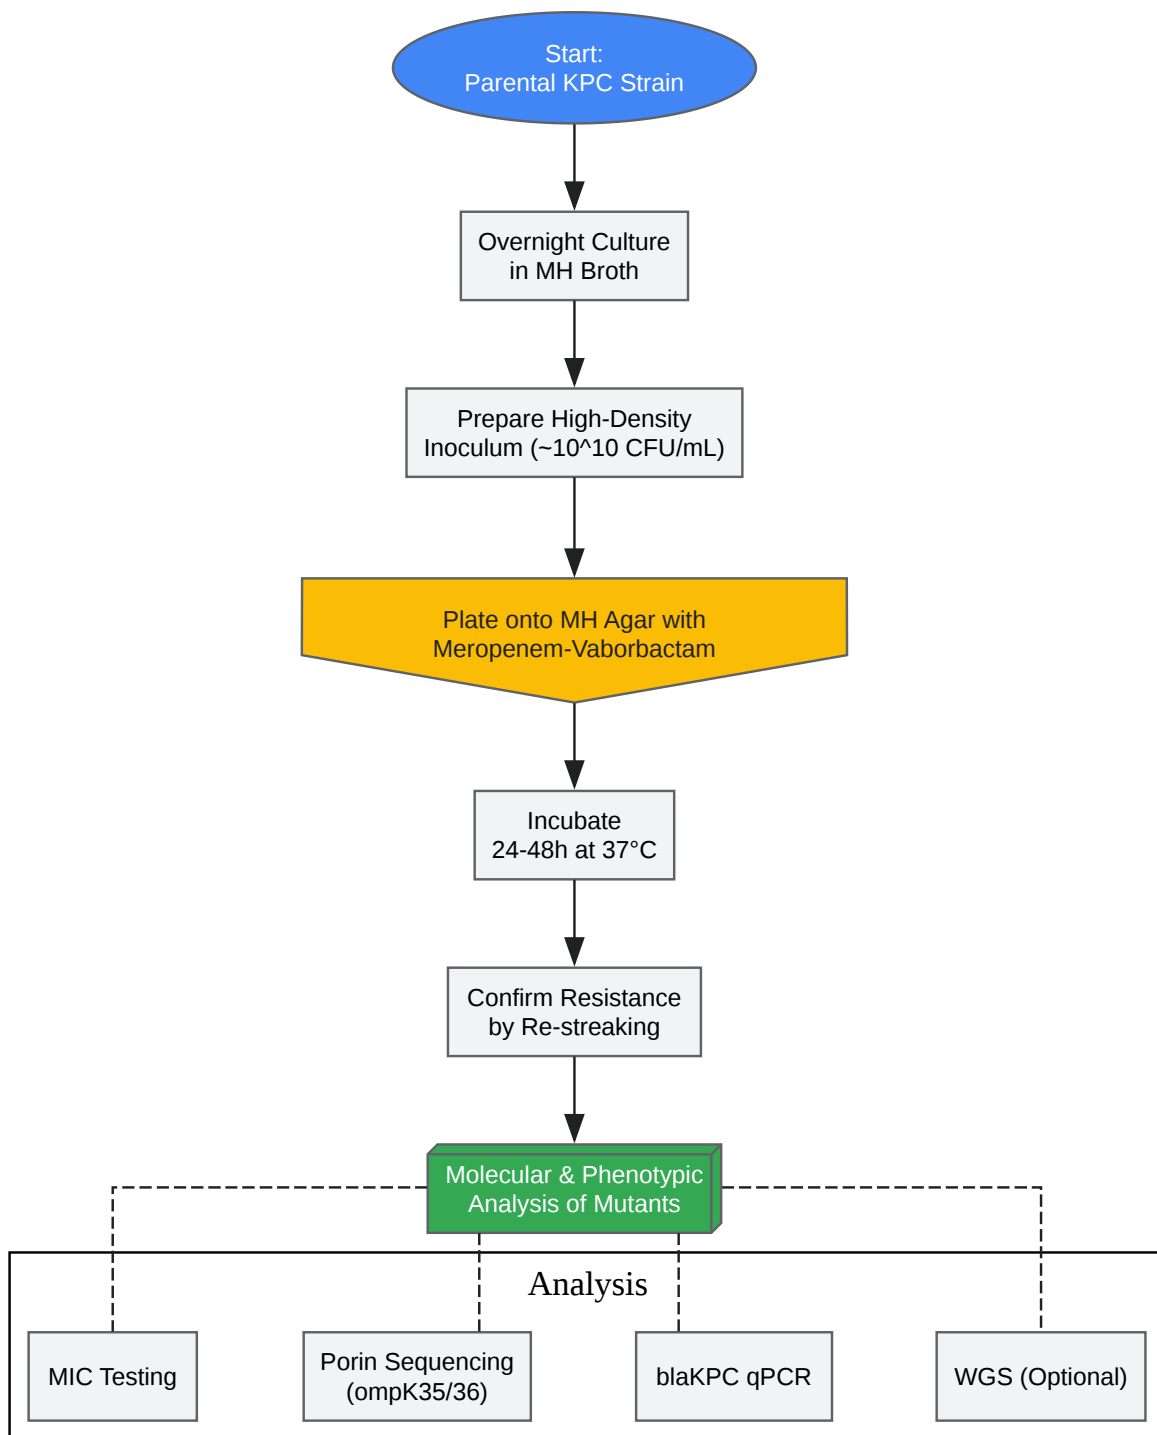 Start:
Parental KPC Strain
Overnight Culture
in MH Broth
Prepare High-Density
Inoculum (~10^10 CFU/mL)
Plate onto MH Agar with
Meropenem-Vaborbactam
Incubate
24-48h at 37°C
Confirm Resistance
by Re-streaking
Molecular & Phenotypic
Analysis of Mutants
Analysis
MIC Testing
Porin Sequencing
(ompK35/36)
blaKPC qPCR
WGS (Optional)